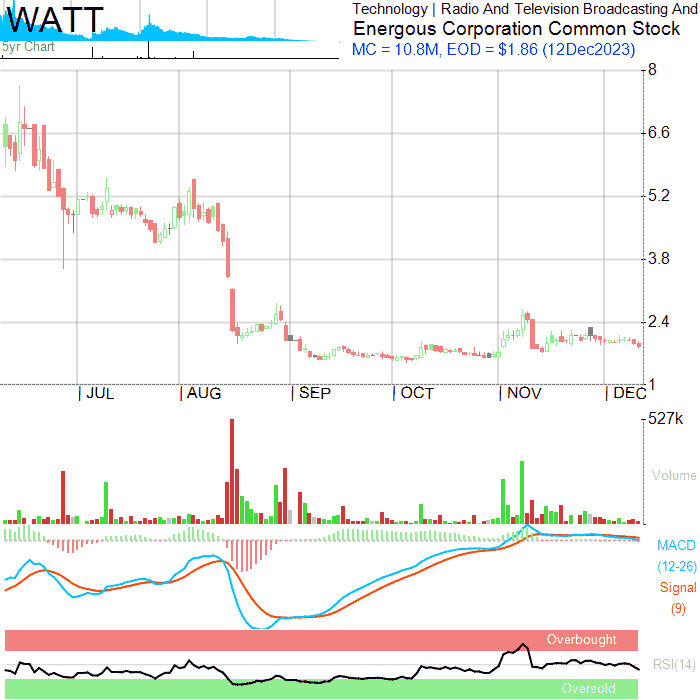 WATT
5yr Chart
Technology | Radio And Television Broadcasting And
Energous Corporation Common Stock
MC = 10.8M, EOD = $1.86 (12Dec2023)
8
6.6
5.2
3.8
2.4
1
JUL AUG SEP OCT NOV DEC
527k
Volume
MACD
(12-26)
Signal
(9)
Overbought
RSI(14)
Oversold